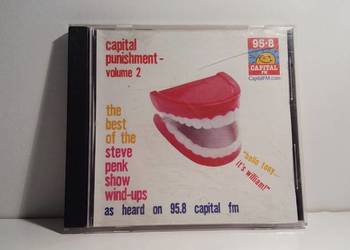 capital
punishment-
volume 2
95·8
CAPITAL
FM
CapitalFM.com
the
best
of the
steve
penk
show
wind-ups
"hello tony...
it's william!"
as heard on 95.8 capital fm